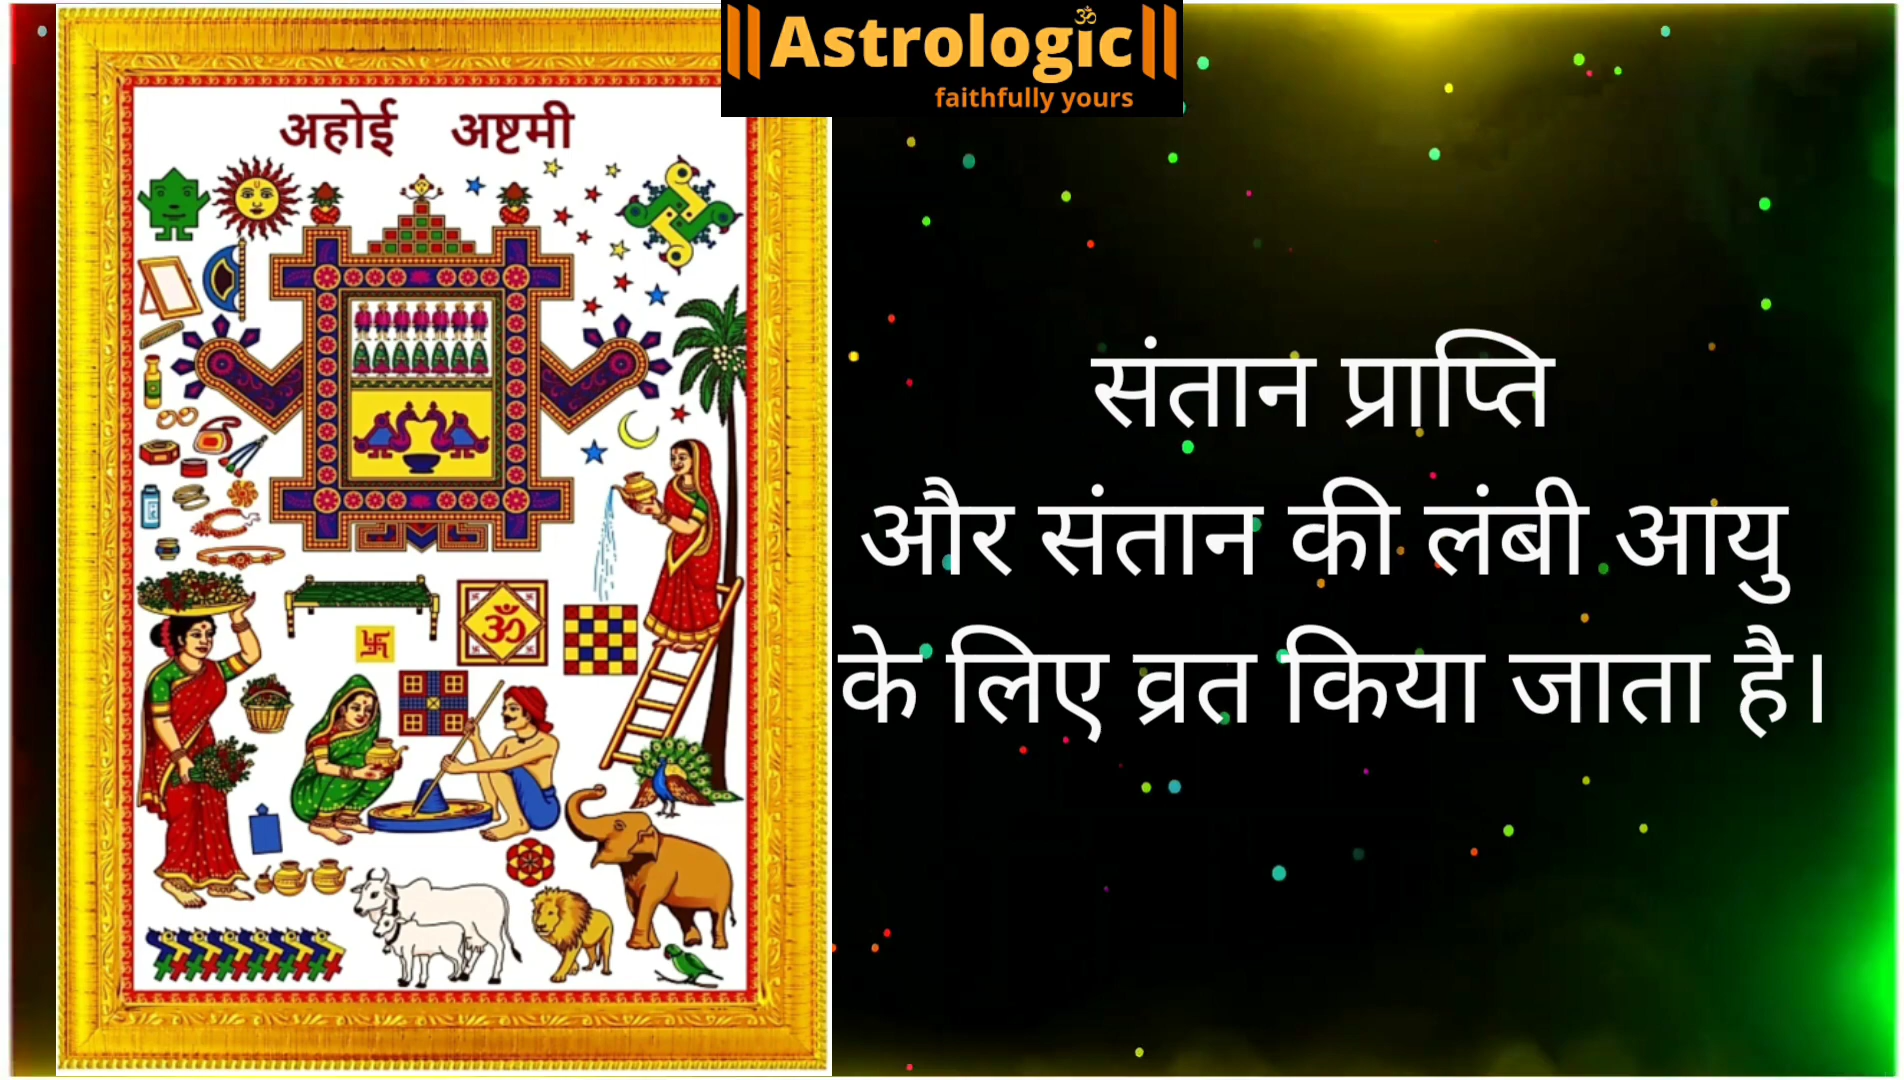 ||Astrologic||
ॐ
faithfully yours
अहोई अष्टमी
ॐ
संतान प्राप्ति
और संतान की लंबी आयु
के लिए व्रत किया जाता है।